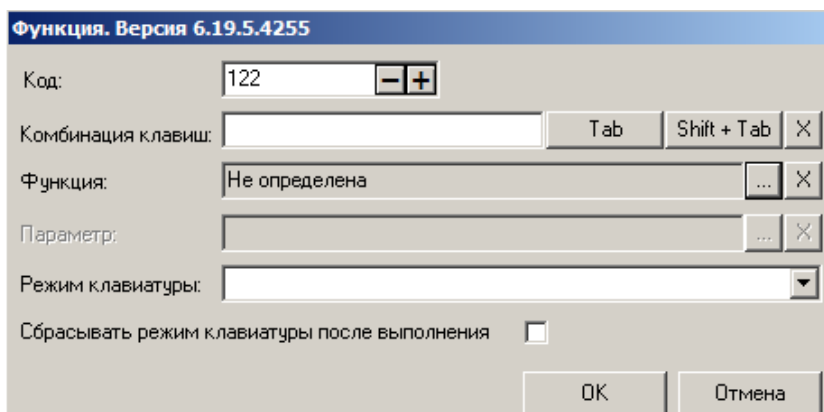 Функция. Версия 6.19.5.4255
Код: 122 − +
Комбинация клавиш: Tab Shift + Tab X
Функция: Не определена ... X
Параметр: ... X
Режим клавиатуры:
Сбрасывать режим клавиатуры после выполнения
OK Отмена